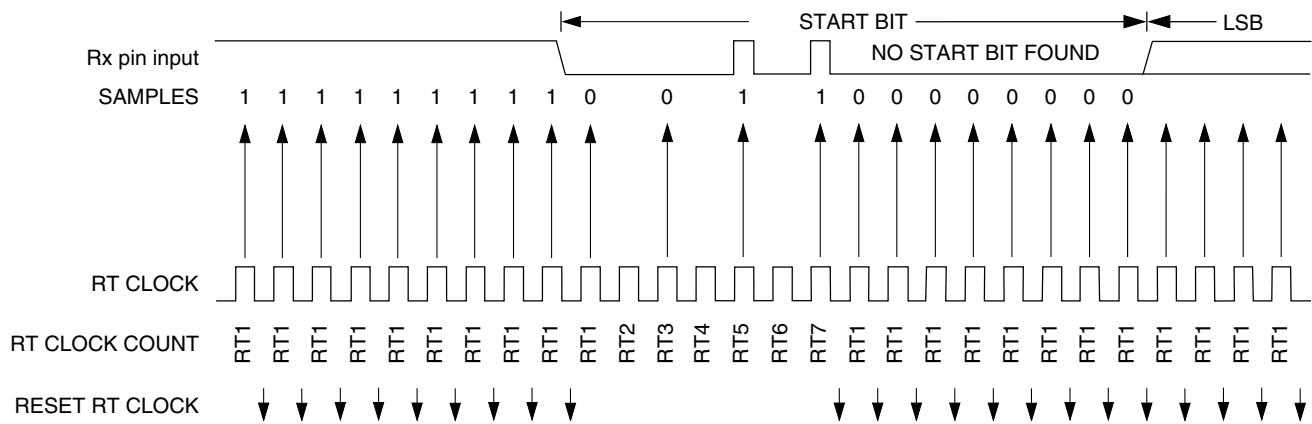 START BIT LSB
Rx pin input NO START BIT FOUND
SAMPLES 1 1 1 1 1 1 1 1 1 0 0 1 1 0 0 0 0 0 0 0 0
RT CLOCK
RT CLOCK COUNT RT1 RT1 RT1 RT1 RT1 RT1 RT1 RT1 RT1 RT1 RT2 RT3 RT4 RT5 RT6 RT7 RT1 RT1 RT1 RT1 RT1 RT1 RT1 RT1 RT1 RT1 RT1 RT1
RESET RT CLOCK